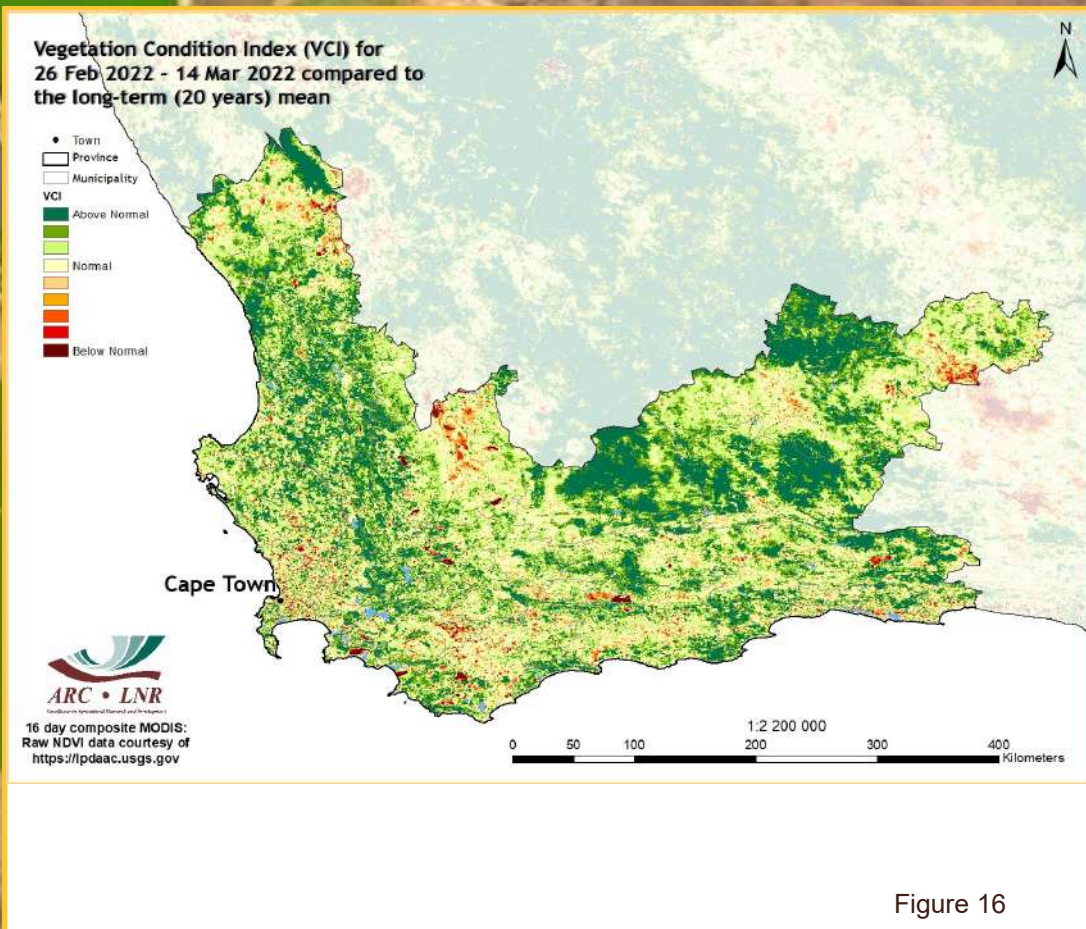 Vegetation Condition Index (VCI) for
26 Feb 2022 - 14 Mar 2022 compared to
the long-term (20 years) mean
N
Town
Province
Municipality
VCI
Above Normal
Normal
Below Normal
Cape Town
ARC • LNR
16 day composite MODIS:
Raw NDVI data courtesy of
https://lpdaac.usgs.gov
1:2 200 000
0 50 100 200 300 400
Kilometers
Figure 16